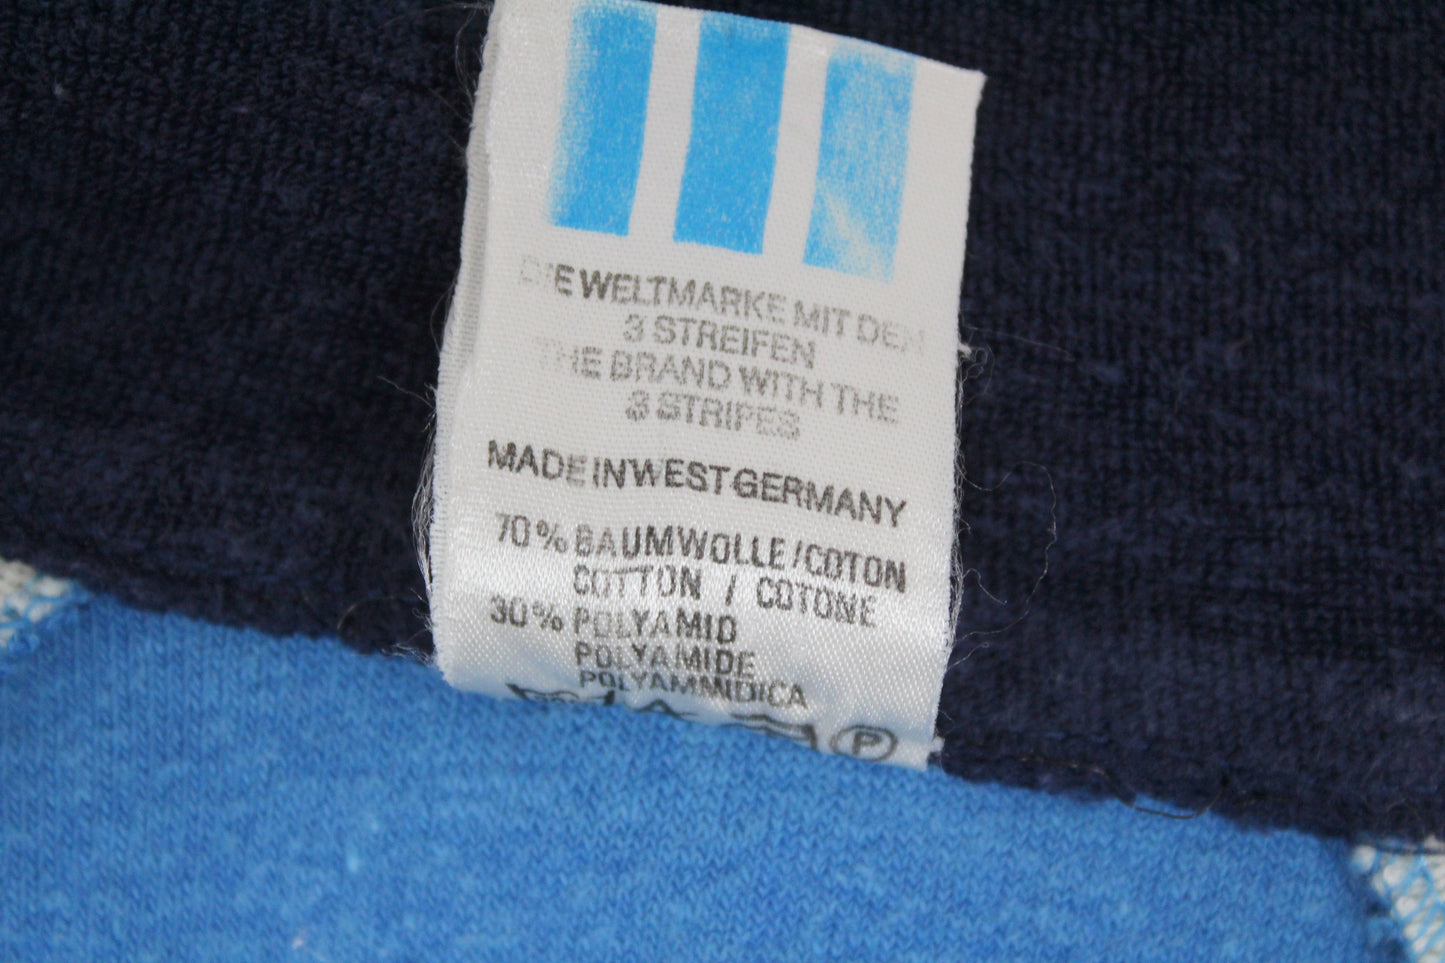 DIE WELTMARKE MIT DEN
3 STREIFEN
THE BRAND WITH THE
3 STRIPES
MADE IN WEST GERMANY
70% BAUMWOLLE/COTON
COTTON / COTONE
30% POLYAMID
POLYAMIDE
POLYAMMIDICA
P